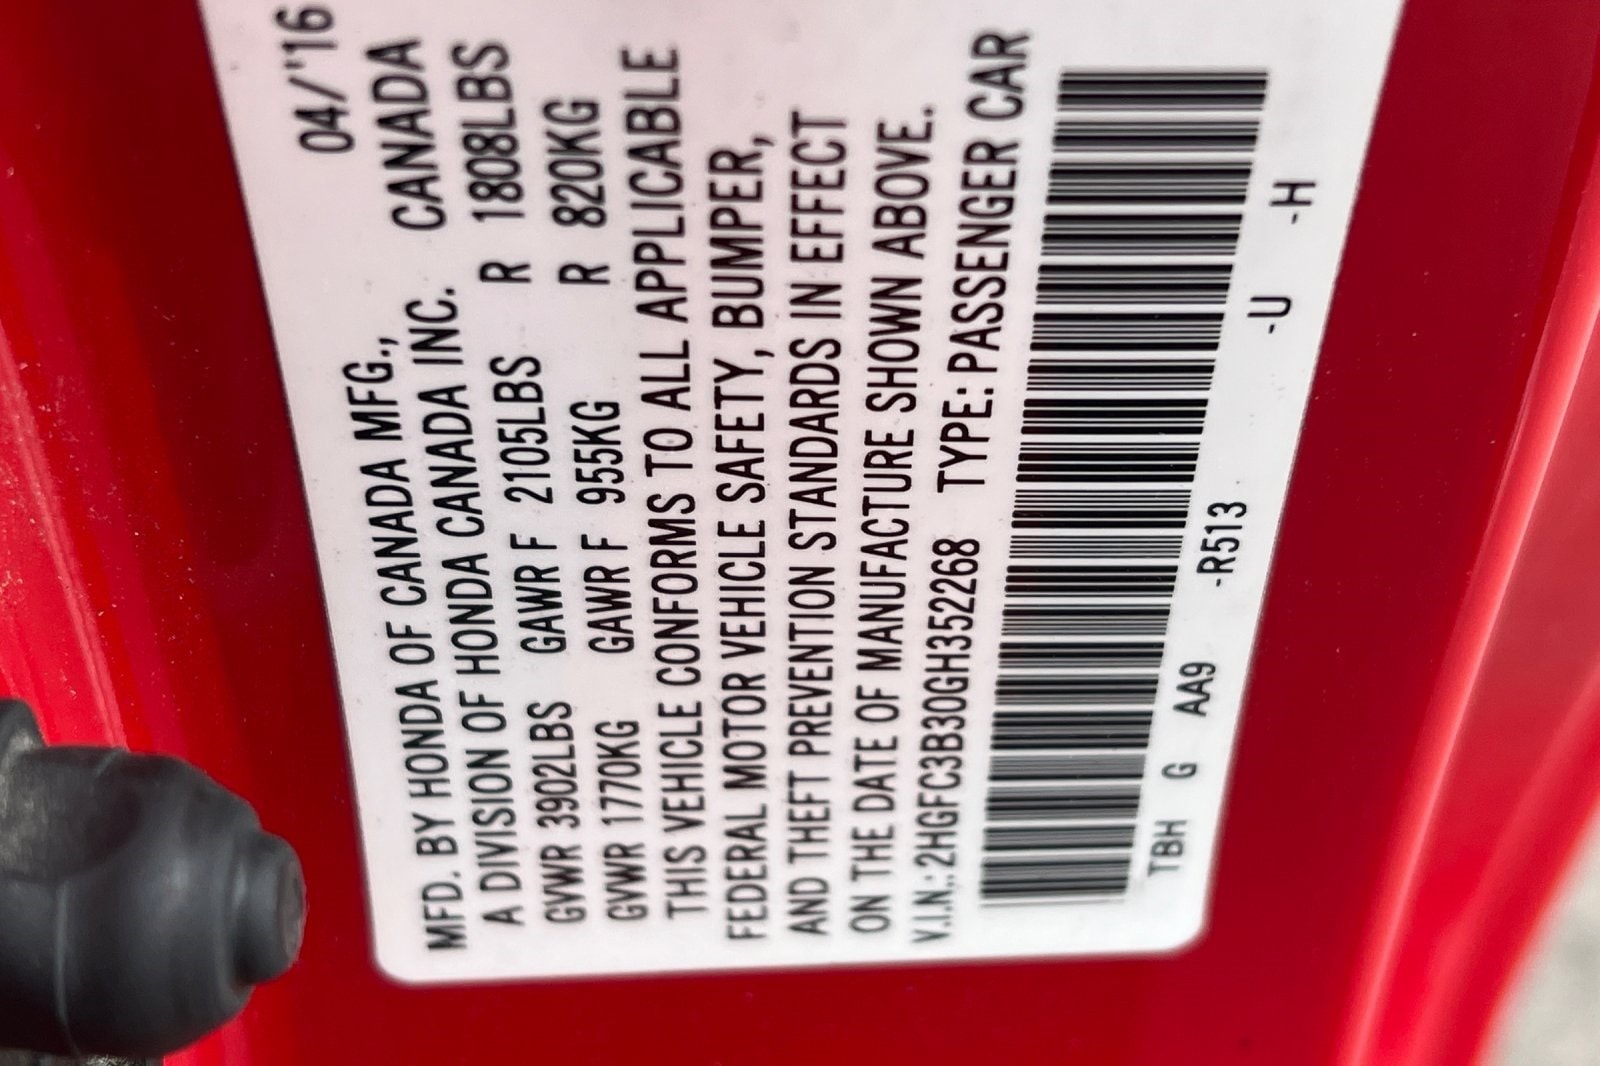 MFD. BY HONDA OF CANADA MFG., 04/'16
A DIVISION OF HONDA CANADA INC. CANADA
GVWR 3902LBS GAWR F 2105LBS R 1808LBS
GVWR 1770KG GAWR F 955KG R 820KG
THIS VEHICLE CONFORMS TO ALL APPLICABLE
FEDERAL MOTOR VEHICLE SAFETY, BUMPER,
AND THEFT PREVENTION STANDARDS IN EFFECT
ON THE DATE OF MANUFACTURE SHOWN ABOVE.
V.I.N.:2HGFC3B30GH352268 TYPE: PASSENGER CAR
TBH G AA9 -R513 -U -H